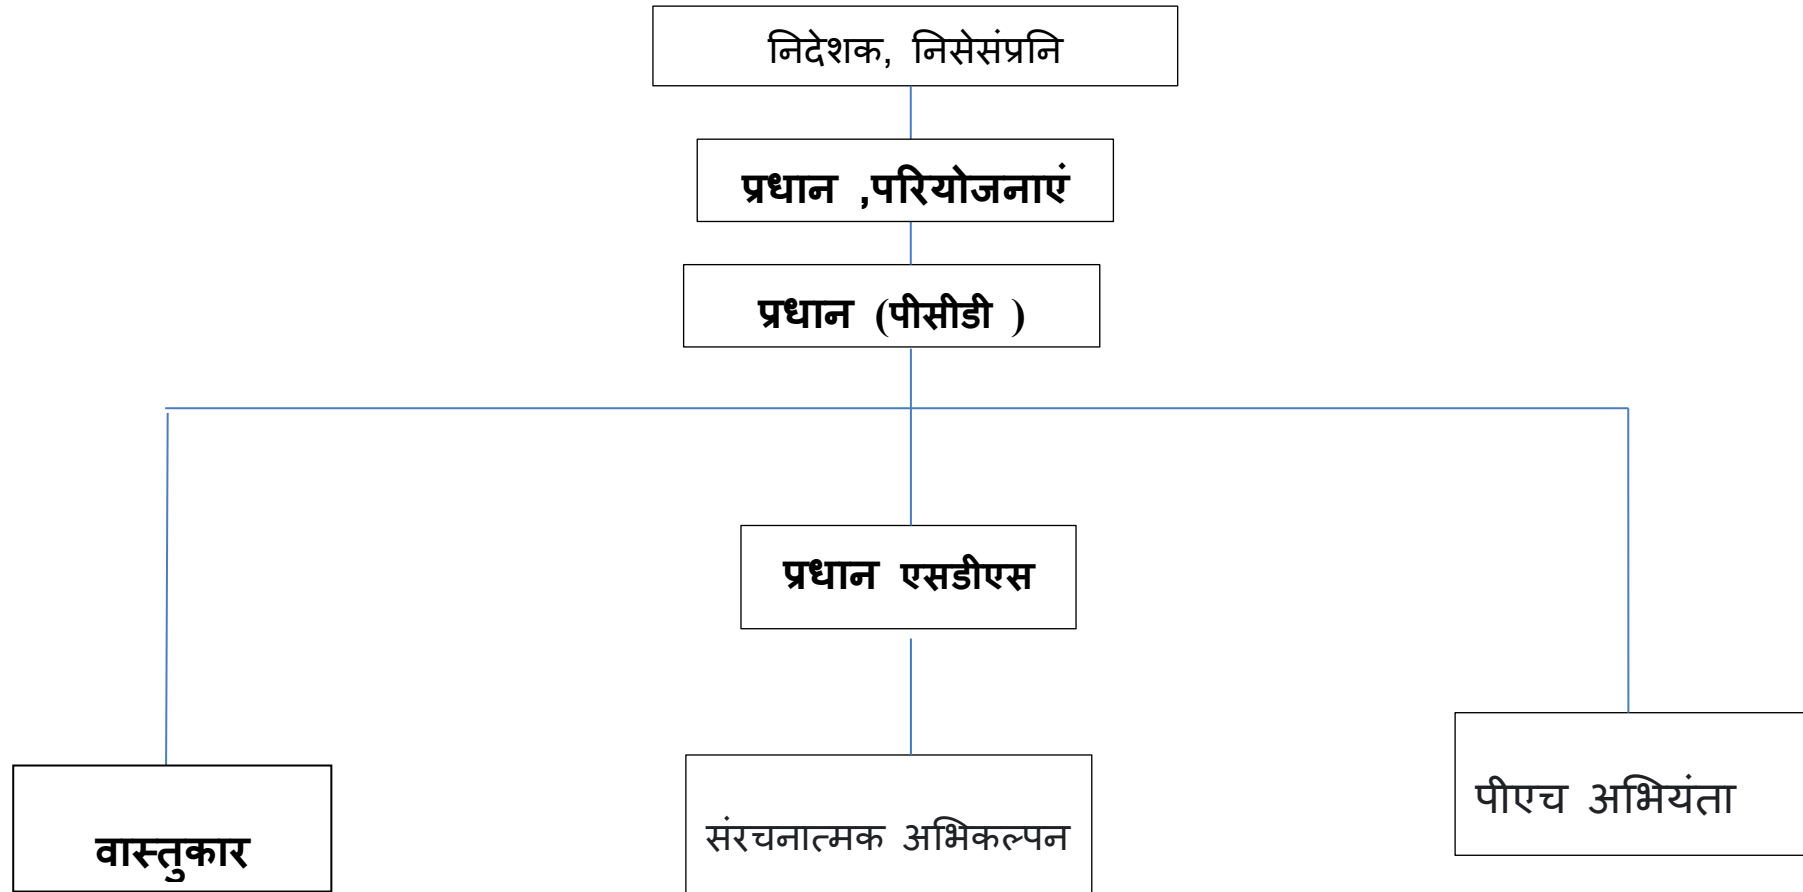 निदेशक, निसेसंप्रनि
प्रधान ,परियोजनाएं
प्रधान (पीसीडी )
प्रधान एसडीएस
पीएच अभियंता
संरचनात्मक अभिकल्पन
वास्तुकार